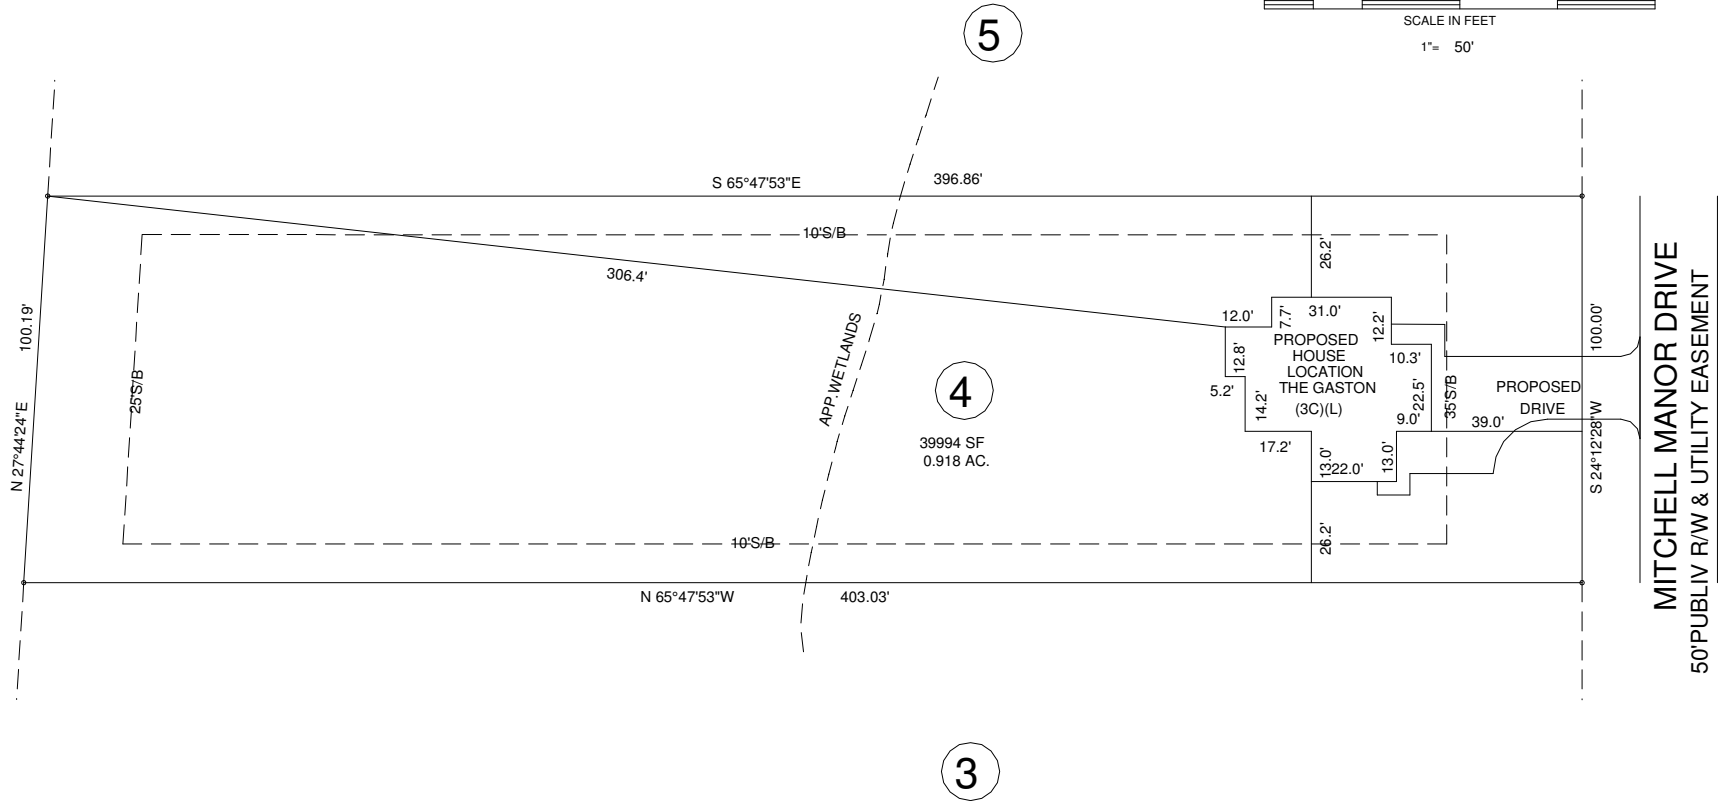 5
SCALE IN FEET
1"= 50'
S 65°47'53"E 396.86'
10'S/B
26.2'
306.4'
100.19'
N 27°44'24"E
25'S/B
APP.WETLANDS
4
39994 SF
0.918 AC.
12.0'
7.7'
31.0'
12.2'
12.8'
5.2'
14.2'
17.2'
PROPOSED
HOUSE
LOCATION
THE GASTON
(3C)(L)
10.3'
22.5'
9.0'
35'S/B
13.0'
22.0'
13.0'
39.0'
PROPOSED
DRIVE
100.00'
S 24°12'28"W
MITCHELL MANOR DRIVE
50'PUBLIV R/W & UTILITY EASEMENT
10'S/B
26.2'
N 65°47'53"W 403.03'
3